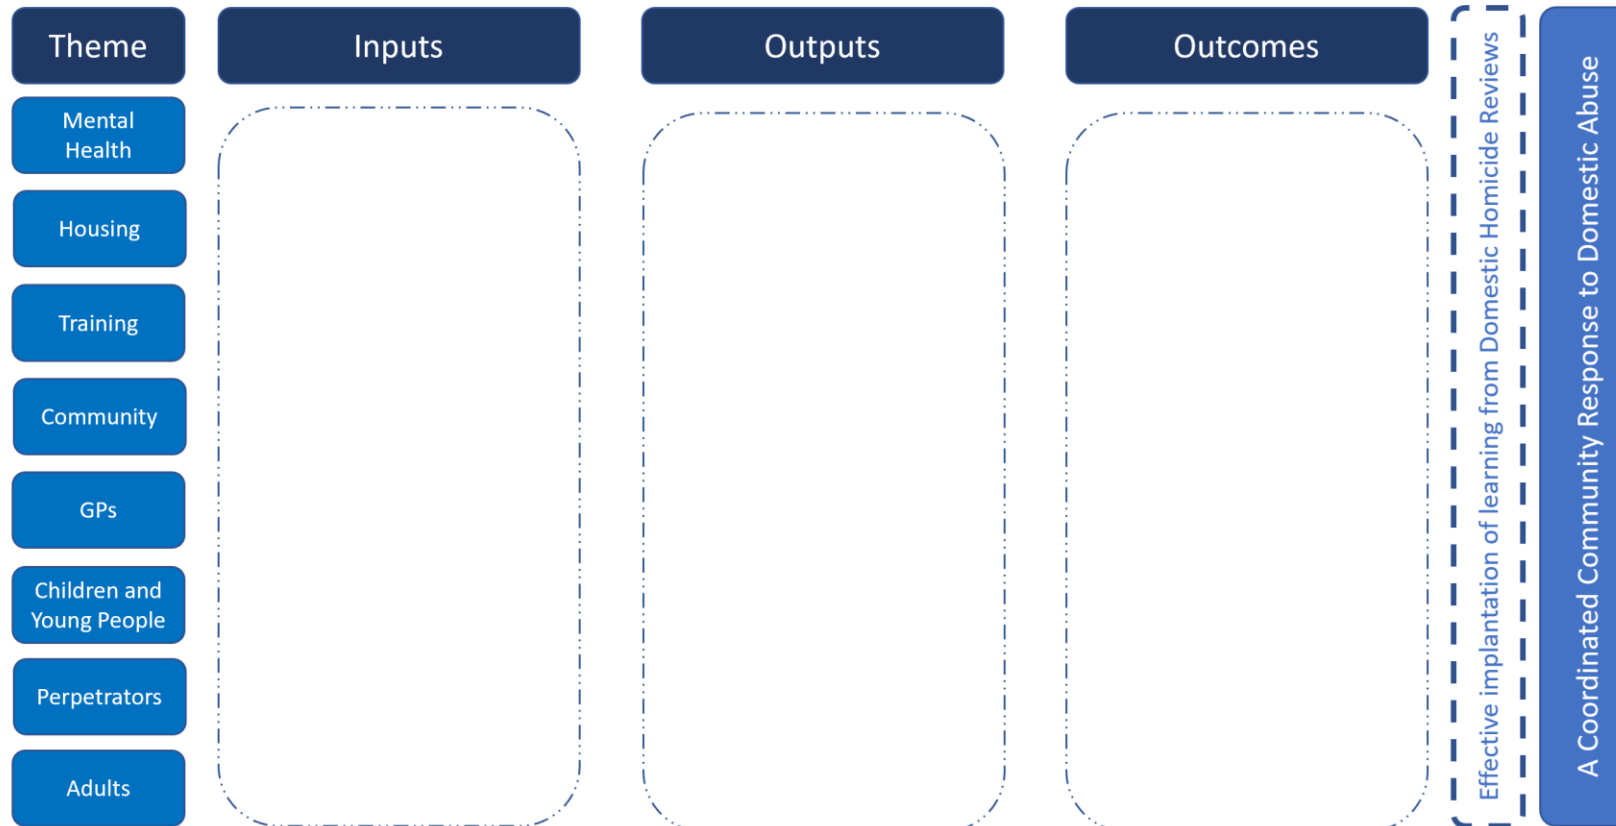 Theme
Inputs
Outputs
Outcomes
Mental
Health
Housing
Training
Community
GPs
Children and
Young People
Perpetrators
Adults
Effective implantation of learning from Domestic Homicide Reviews
A Coordinated Community Response to Domestic Abuse